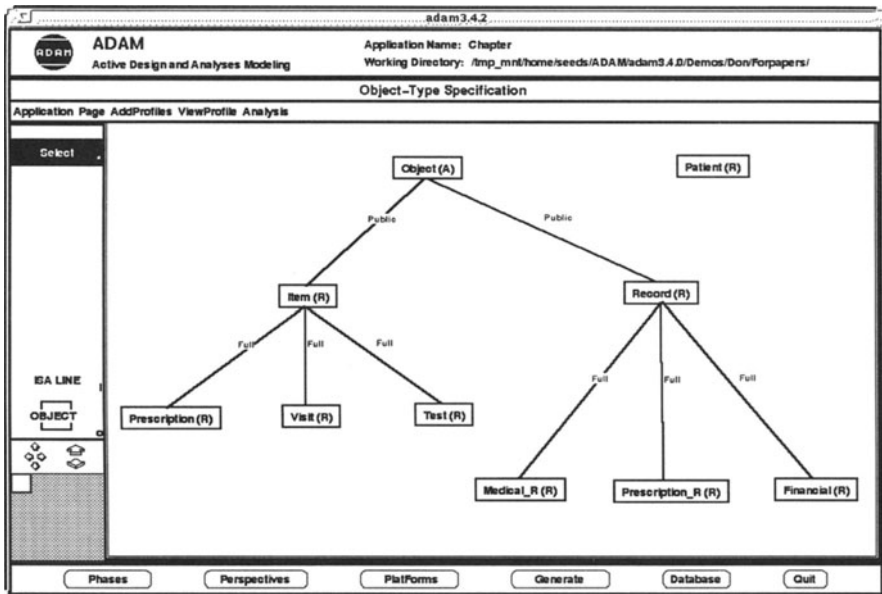 adam3.4.2
ADAM
ADAM
Active Design and Analyses Modeling
Application Name: Chapter
Working Directory: /tmp_mnt/home/seeds/ADAM/adam3.4.0/Demos/Don/Forpapers/
Object-Type Specification
Application Page AddProfiles ViewProfile Analysis
Select
Object (A)
Patient (R)
Public
Public
Item (R)
Record (R)
Full
Full
Full
Full
Full
Full
ISA LINE
OBJECT
Prescription (R)
Visit (R)
Test (R)
Medical_R (R)
Prescription_R (R)
Financial (R)
Phases
Perspectives
PlatForms
Generate
Database
Quit